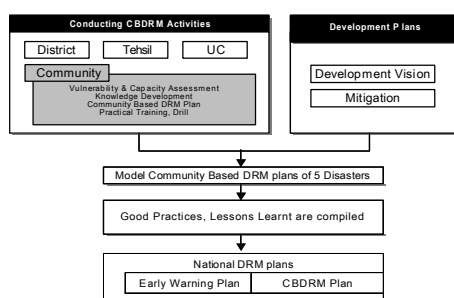 Conducting CBDRM Activities
District Tehsil UC
Community
Vulnerability & Capacity Assessment
Knowledge Development
Community Based DRM Plan
Practical Training, Drill
Development Plans
Development Vision
Mitigation
Model Community Based DRM plans of 5 Disasters
Good Practices, Lessons Learnt are compiled
National DRM plans
Early Warning Plan CBDRM Plan